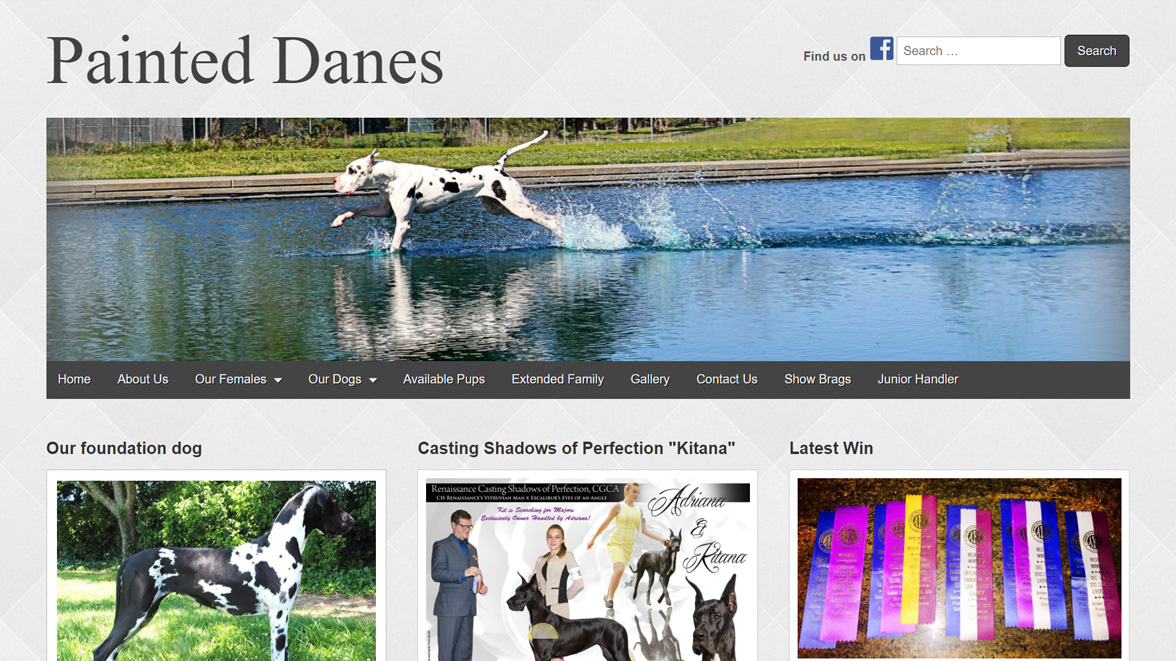 Painted Danes
Find us on
Search …
Search
Home About Us Our Females Our Dogs Available Pups Extended Family Gallery Contact Us Show Brags Junior Handler
Our foundation dog
Casting Shadows of Perfection "Kitana"
Latest Win
Renaissance Casting Shadows of Perfection, CGCA
CH Renaissance's Vitruvian Man x Excalibur's Eyes of an Angle
Kit is Searching for Majors
Exclusively Owner Handled by Adriana!
Adriana
&
Kitana